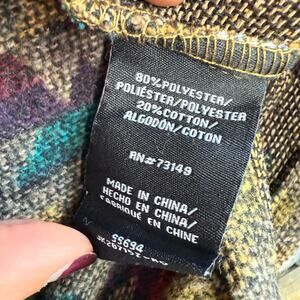 80%POLYESTER/
POLIÉSTER/POLYESTER
20%COTTON/
ALGODÓN/COTON
RN#73149
MADE IN CHINA/
HECHO EN CHINA/
FABRIQUÉ EN CHINE